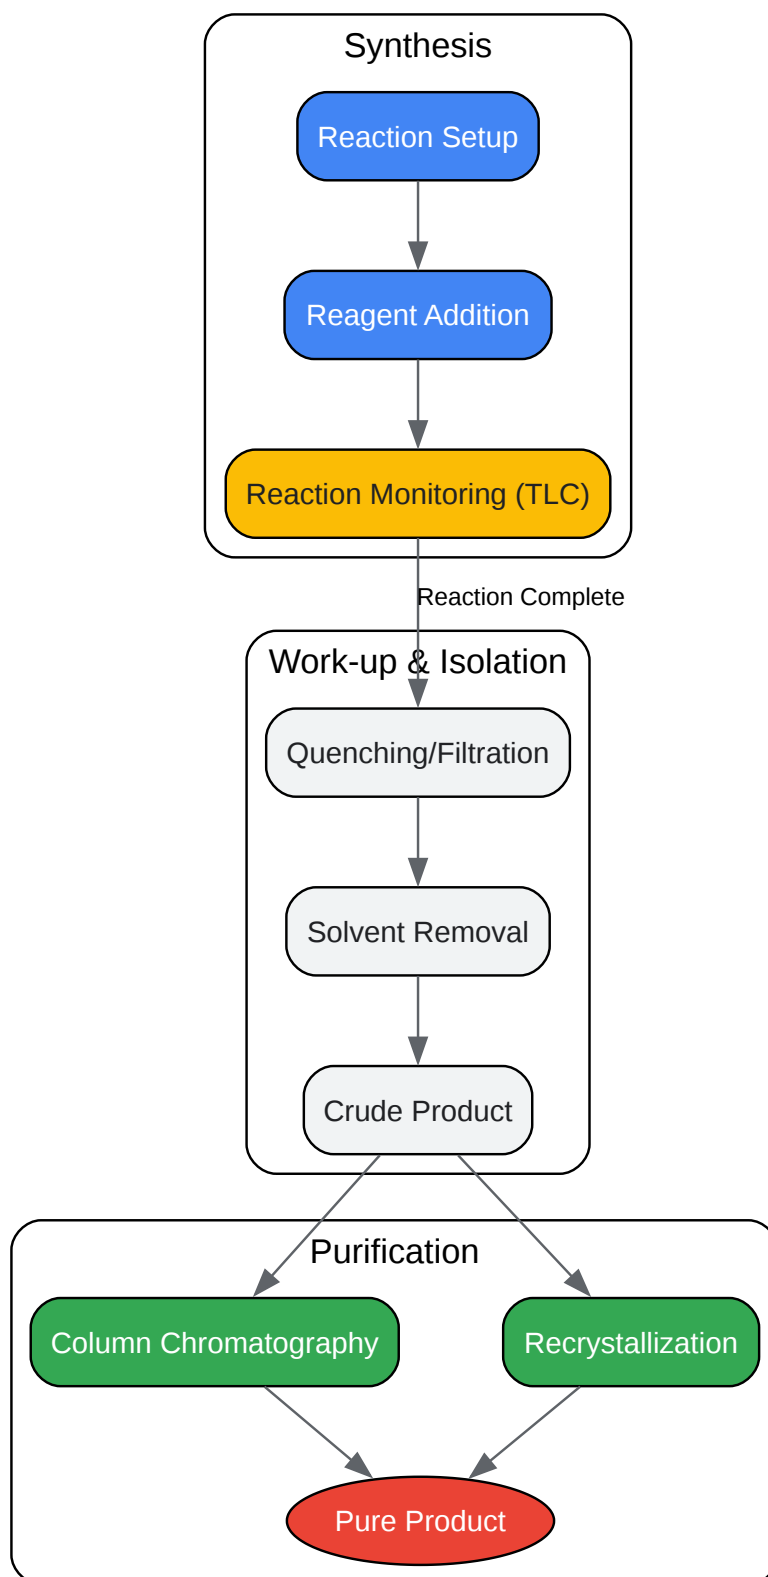 Synthesis
Reaction Setup
Reagent Addition
Reaction Monitoring (TLC)
Reaction Complete
Work-up & Isolation
Quenching/Filtration
Solvent Removal
Crude Product
Purification
Column Chromatography
Recrystallization
Pure Product